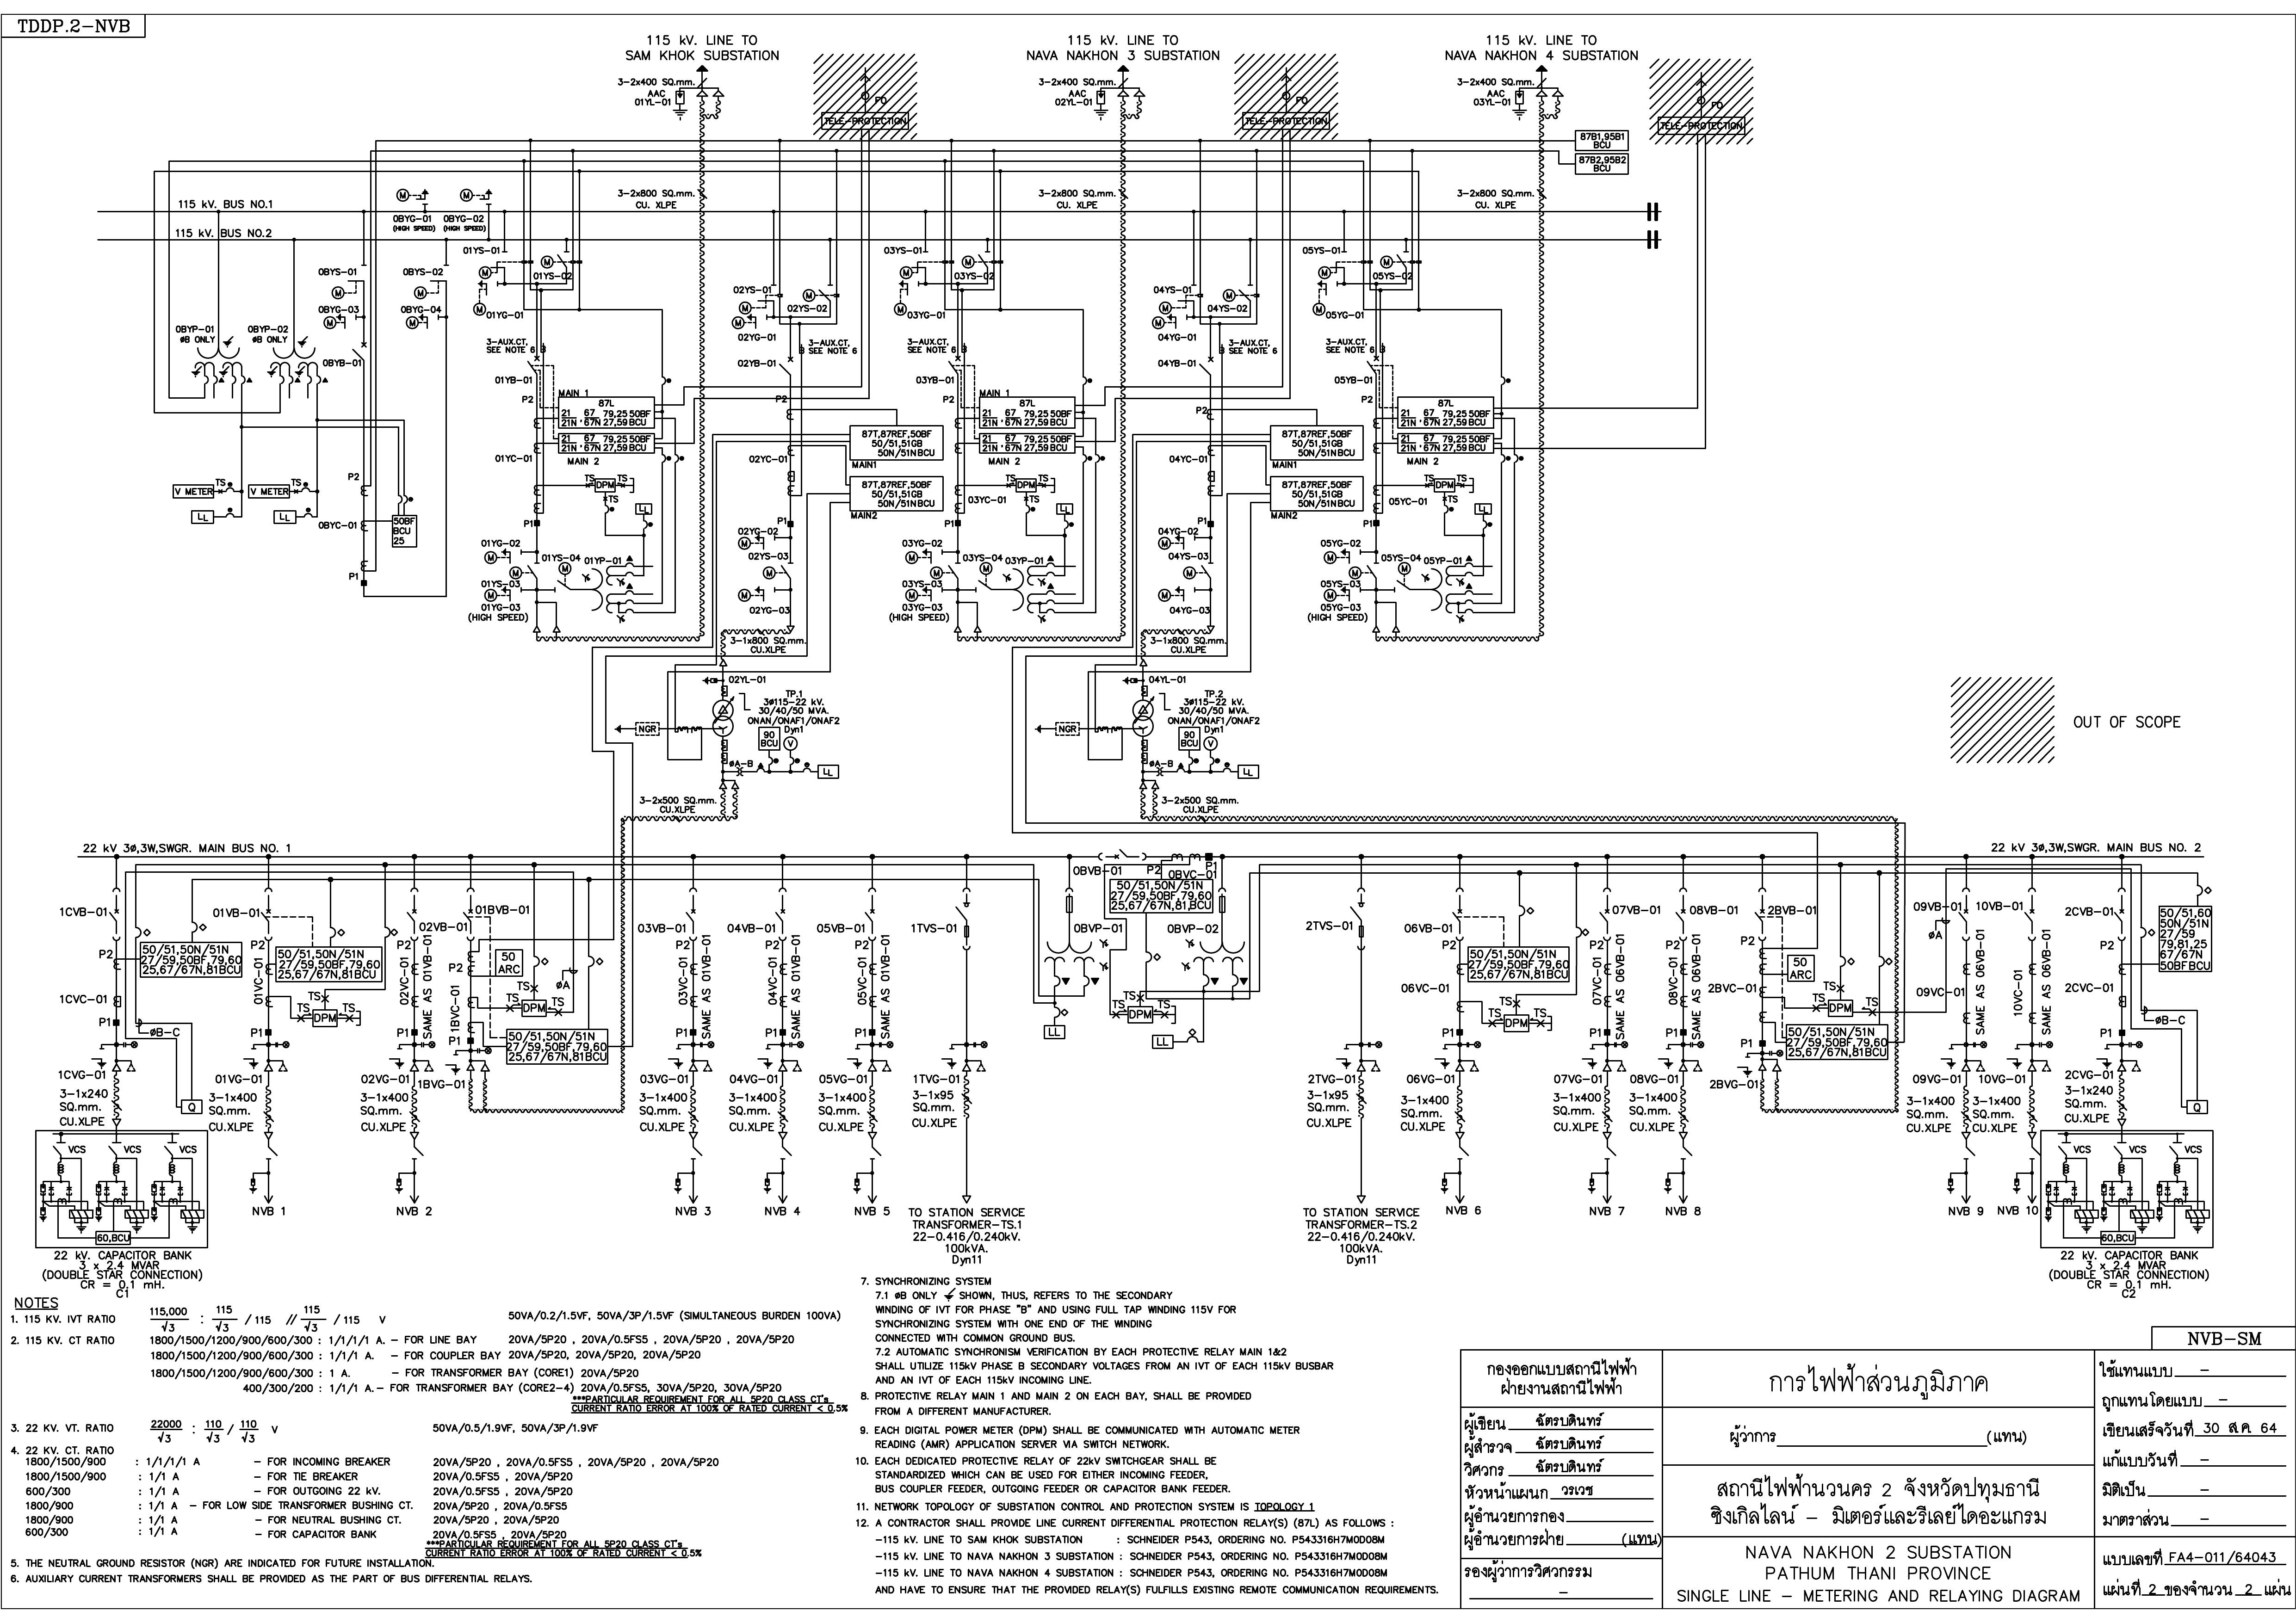 TDDP.2-NVB
115 kV. LINE TO
SAM KHOK SUBSTATION
3-2x400 SQ.mm.
AAC
01YL-01
FO
TELE-PROTECTION
115 kV. LINE TO
NAVA NAKHON 3 SUBSTATION
3-2x400 SQ.mm.
AAC
02YL-01
FO
TELE-PROTECTION
115 kV. LINE TO
NAVA NAKHON 4 SUBSTATION
3-2x400 SQ.mm.
AAC
03YL-01
FO
TELE-PROTECTION
87B1,95B1
BCU
87B2,95B2
BCU
3-2x800 SQ.mm.
CU. XLPE
3-2x800 SQ.mm.
CU. XLPE
3-2x800 SQ.mm.
CU. XLPE
115 kV. BUS NO.1
115 kV. BUS NO.2
M
M
0BYG-01
(HIGH SPEED)
0BYG-02
(HIGH SPEED)
0BYS-01
0BYS-02
M
M
0BYG-03
M
0BYG-04
M
0BYP-01
øB ONLY
0BYP-02
øB ONLY
0BYB-01
V METER
TS
V METER
TS
LL
LL
P2
0BYC-01
50BF
BCU
25
P1
01YS-01
M
M
01YS-02
M
01YG-01
3-AUX.CT,
SEE NOTE 6
01YB-01
P2
MAIN 1
87L
21 67 79,25 50BF
21N 67N 27,59 BCU
21 67 79,25 50BF
21N 67N 27,59 BCU
MAIN 2
01YC-01
TS
DPM
TS
TS
LL
P1
01YG-02
M
01YS-04
M
01YP-01
M
01YS-03
M
01YG-03
(HIGH SPEED)
02YS-01
M
M
02YS-02
M
02YG-01
3-AUX.CT,
SEE NOTE 6
02YB-01
P2
87T,87REF,50BF
50/51,51GB
50N/51NBCU
MAIN1
87T,87REF,50BF
50/51,51GB
50N/51NBCU
MAIN2
02YC-01
P1
02YG-02
M
02YS-03
M
M
02YG-03
3-1x800 SQ.mm.
CU.XLPE
03YS-01
M
M
03YS-02
M
03YG-01
3-AUX.CT,
SEE NOTE 6
03YB-01
P2
MAIN 1
87L
21 67 79,25 50BF
21N 67N 27,59 BCU
21 67 79,25 50BF
21N 67N 27,59 BCU
MAIN 2
TS
DPM
TS
03YC-01
TS
LL
P1
03YG-02
M
03YS-04
M
03YP-01
M
03YS-03
M
03YG-03
(HIGH SPEED)
04YS-01
M
M
04YS-02
M
04YG-01
3-AUX.CT,
SEE NOTE 6
04YB-01
P2
87T,87REF,50BF
50/51,51GB
50N/51NBCU
MAIN1
87T,87REF,50BF
50/51,51GB
50N/51NBCU
MAIN2
04YC-01
P1
04YG-02
M
04YS-03
M
M
04YG-03
3-1x800 SQ.mm.
CU.XLPE
05YS-01
M
M
05YS-02
M
05YG-01
3-AUX.CT,
SEE NOTE 6
05YB-01
P2
87L
21 67 79,25 50BF
21N 67N 27,59 BCU
21 67 79,25 50BF
21N 67N 27,59 BCU
MAIN 2
TS
DPM
TS
05YC-01
TS
LL
P1
05YG-02
M
05YS-04
M
05YP-01
M
05YS-03
M
05YG-03
(HIGH SPEED)
02YL-01
TP.1
3ø115-22 kV.
30/40/50 MVA.
ONAN/ONAF1/ONAF2
Dyn1
NGR
90
BCU
V
øA-B
LL
3-2x500 SQ.mm.
CU.XLPE
04YL-01
TP.2
3ø115-22 kV.
30/40/50 MVA.
ONAN/ONAF1/ONAF2
Dyn1
NGR
90
BCU
V
øA-B
LL
3-2x500 SQ.mm.
CU.XLPE
OUT OF SCOPE
22 kV 3ø,3W,SWGR. MAIN BUS NO. 1
22 kV 3ø,3W,SWGR. MAIN BUS NO. 2
1CVB-01
P2
50/51,50N/51N
27/59,50BF,79,60
25,67/67N,81BCU
1CVC-01
P1
øB-C
1CVG-01
3-1x240
SQ.mm.
CU.XLPE
Q
VCS
VCS
VCS
60,BCU
22 kV. CAPACITOR BANK
3 x 2.4 MVAR
(DOUBLE STAR CONNECTION)
CR = 0.1 mH.
C1
01VB-01
P2
50/51,50N/51N
27/59,50BF,79,60
25,67/67N,81BCU
01VC-01
TS
TS
DPM
TS
P1
01VG-01
3-1x400
SQ.mm.
CU.XLPE
NVB 1
02VB-01
P2
02VC-01
SAME AS 01VB-01
P1
02VG-01
3-1x400
SQ.mm.
CU.XLPE
NVB 2
01BVB-01
P2
50
ARC
1BVC-01
TS
øA
TS
DPM
TS
P1
50/51,50N/51N
27/59,50BF,79,60
25,67/67N,81BCU
1BVG-01
03VB-01
P2
03VC-01
SAME AS 01VB-01
P1
03VG-01
3-1x400
SQ.mm.
CU.XLPE
NVB 3
04VB-01
P2
04VC-01
SAME AS 01VB-01
P1
04VG-01
3-1x400
SQ.mm.
CU.XLPE
NVB 4
05VB-01
P2
05VC-01
SAME AS 01VB-01
P1
05VG-01
3-1x400
SQ.mm.
CU.XLPE
NVB 5
1TVS-01
1TVG-01
3-1x95
SQ.mm.
CU.XLPE
TO STATION SERVICE
TRANSFORMER-TS.1
22-0.416/0.240kV.
100kVA.
Dyn11
0BVB-01
P2
P1
0BVC-01
50/51,50N/51N
27/59,50BF,79,60
25,67/67N,81,BCU
0BVP-01
0BVP-02
TS
TS
DPM
TS
LL
LL
2TVS-01
2TVG-01
3-1x95
SQ.mm.
CU.XLPE
TO STATION SERVICE
TRANSFORMER-TS.2
22-0.416/0.240kV.
100kVA.
Dyn11
06VB-01
P2
50/51,50N/51N
27/59,50BF,79,60
25,67/67N,81BCU
06VC-01
TS
TS
DPM
TS
P1
06VG-01
3-1x400
SQ.mm.
CU.XLPE
NVB 6
07VB-01
P2
07VC-01
SAME AS 06VB-01
P1
07VG-01
3-1x400
SQ.mm.
CU.XLPE
NVB 7
08VB-01
P2
08VC-01
SAME AS 06VB-01
P1
08VG-01
3-1x400
SQ.mm.
CU.XLPE
NVB 8
2BVB-01
P2
50
ARC
2BVC-01
TS
TS
DPM
TS
50/51,50N/51N
27/59,50BF,79,60
25,67/67N,81BCU
P1
2BVG-01
09VB-01
øA
P2
09VC-01
SAME AS 06VB-01
P1
09VG-01
3-1x400
SQ.mm.
CU.XLPE
NVB 9
10VB-01
P2
10VC-01
SAME AS 06VB-01
P1
10VG-01
3-1x400
SQ.mm.
CU.XLPE
NVB 10
2CVB-01
P2
50/51,60
50N/51N
27/59
79,81,25
67/67N
50BFBCU
2CVC-01
P1
øB-C
2CVG-01
3-1x240
SQ.mm.
CU.XLPE
Q
VCS
VCS
VCS
60,BCU
22 kV. CAPACITOR BANK
3 x 2.4 MVAR
(DOUBLE STAR CONNECTION)
CR = 0.1 mH.
C2
NOTES
1. 115 KV. IVT RATIO 115,000/√3 : 115/√3 / 115 // 115/√3 / 115 V 50VA/0.2/1.5VF, 50VA/3P/1.5VF (SIMULTANEOUS BURDEN 100VA)
2. 115 KV. CT RATIO 1800/1500/1200/900/600/300 : 1/1/1/1 A. - FOR LINE BAY 20VA/5P20 , 20VA/0.5FS5 , 20VA/5P20 , 20VA/5P20
1800/1500/1200/900/600/300 : 1/1/1 A. - FOR COUPLER BAY 20VA/5P20, 20VA/5P20, 20VA/5P20
1800/1500/1200/900/600/300 : 1 A. - FOR TRANSFORMER BAY (CORE1) 20VA/5P20
400/300/200 : 1/1/1 A. - FOR TRANSFORMER BAY (CORE2-4) 20VA/0.5FS5, 30VA/5P20, 30VA/5P20
***PARTICULAR REQUIREMENT FOR ALL 5P20 CLASS CT's
CURRENT RATIO ERROR AT 100% OF RATED CURRENT < 0.5%
3. 22 KV. VT. RATIO 22000/√3 : 110/√3 / 110/√3 V 50VA/0.5/1.9VF, 50VA/3P/1.9VF
4. 22 KV. CT. RATIO
1800/1500/900 : 1/1/1/1 A - FOR INCOMING BREAKER 20VA/5P20 , 20VA/0.5FS5 , 20VA/5P20 , 20VA/5P20
1800/1500/900 : 1/1 A - FOR TIE BREAKER 20VA/0.5FS5 , 20VA/5P20
600/300 : 1/1 A - FOR OUTGOING 22 kV. 20VA/0.5FS5 , 20VA/5P20
1800/900 : 1/1 A - FOR LOW SIDE TRANSFORMER BUSHING CT. 20VA/5P20 , 20VA/0.5FS5
1800/900 : 1/1 A - FOR NEUTRAL BUSHING CT. 20VA/5P20 , 20VA/5P20
600/300 : 1/1 A - FOR CAPACITOR BANK 20VA/0.5FS5 , 20VA/5P20
***PARTICULAR REQUIREMENT FOR ALL 5P20 CLASS CT's
CURRENT RATIO ERROR AT 100% OF RATED CURRENT < 0.5%
5. THE NEUTRAL GROUND RESISTOR (NGR) ARE INDICATED FOR FUTURE INSTALLATION.
6. AUXILIARY CURRENT TRANSFORMERS SHALL BE PROVIDED AS THE PART OF BUS DIFFERENTIAL RELAYS.
7. SYNCHRONIZING SYSTEM
7.1 øB ONLY SHOWN, THUS, REFERS TO THE SECONDARY
WINDING OF IVT FOR PHASE "B" AND USING FULL TAP WINDING 115V FOR
SYNCHRONIZING SYSTEM WITH ONE END OF THE WINDING
CONNECTED WITH COMMON GROUND BUS.
7.2 AUTOMATIC SYNCHRONISM VERIFICATION BY EACH PROTECTIVE RELAY MAIN 1&2
SHALL UTILIZE 115kV PHASE B SECONDARY VOLTAGES FROM AN IVT OF EACH 115kV BUSBAR
AND AN IVT OF EACH 115kV INCOMING LINE.
8. PROTECTIVE RELAY MAIN 1 AND MAIN 2 ON EACH BAY, SHALL BE PROVIDED
FROM A DIFFERENT MANUFACTURER.
9. EACH DIGITAL POWER METER (DPM) SHALL BE COMMUNICATED WITH AUTOMATIC METER
READING (AMR) APPLICATION SERVER VIA SWITCH NETWORK.
10. EACH DEDICATED PROTECTIVE RELAY OF 22kV SWITCHGEAR SHALL BE
STANDARDIZED WHICH CAN BE USED FOR EITHER INCOMING FEEDER,
BUS COUPLER FEEDER, OUTGOING FEEDER OR CAPACITOR BANK FEEDER.
11. NETWORK TOPOLOGY OF SUBSTATION CONTROL AND PROTECTION SYSTEM IS TOPOLOGY 1
12. A CONTRACTOR SHALL PROVIDE LINE CURRENT DIFFERENTIAL PROTECTION RELAY(S) (87L) AS FOLLOWS :
-115 kV. LINE TO SAM KHOK SUBSTATION : SCHNEIDER P543, ORDERING NO. P543316H7M0D08M
-115 kV. LINE TO NAVA NAKHON 3 SUBSTATION : SCHNEIDER P543, ORDERING NO. P543316H7M0D08M
-115 kV. LINE TO NAVA NAKHON 4 SUBSTATION : SCHNEIDER P543, ORDERING NO. P543316H7M0D08M
AND HAVE TO ENSURE THAT THE PROVIDED RELAY(S) FULFILLS EXISTING REMOTE COMMUNICATION REQUIREMENTS.
NVB-SM
กองออกแบบสถานีไฟฟ้า
ฝ่ายงานสถานีไฟฟ้า
ผู้เขียน ฉัตรบดินทร์
ผู้สำรวจ ฉัตรบดินทร์
วิศวกร ฉัตรบดินทร์
หัวหน้าแผนก วรเวช
ผู้อำนวยการกอง
ผู้อำนวยการฝ่าย (แทน)
รองผู้ว่าการวิศวกรรม
-
การไฟฟ้าส่วนภูมิภาค
ผู้ว่าการ (แทน)
สถานีไฟฟ้านวนคร 2 จังหวัดปทุมธานี
ซิงเกิลไลน์ - มิเตอร์และรีเลย์ไดอะแกรม
NAVA NAKHON 2 SUBSTATION
PATHUM THANI PROVINCE
SINGLE LINE - METERING AND RELAYING DIAGRAM
ใช้แทนแบบ -
ถูกแทนโดยแบบ -
เขียนเสร็จวันที่ 30 ส.ค. 64
แก้แบบวันที่ -
มิติเป็น -
มาตราส่วน -
แบบเลขที่ FA4-011/64043
แผ่นที่ 2 ของจำนวน 2 แผ่น